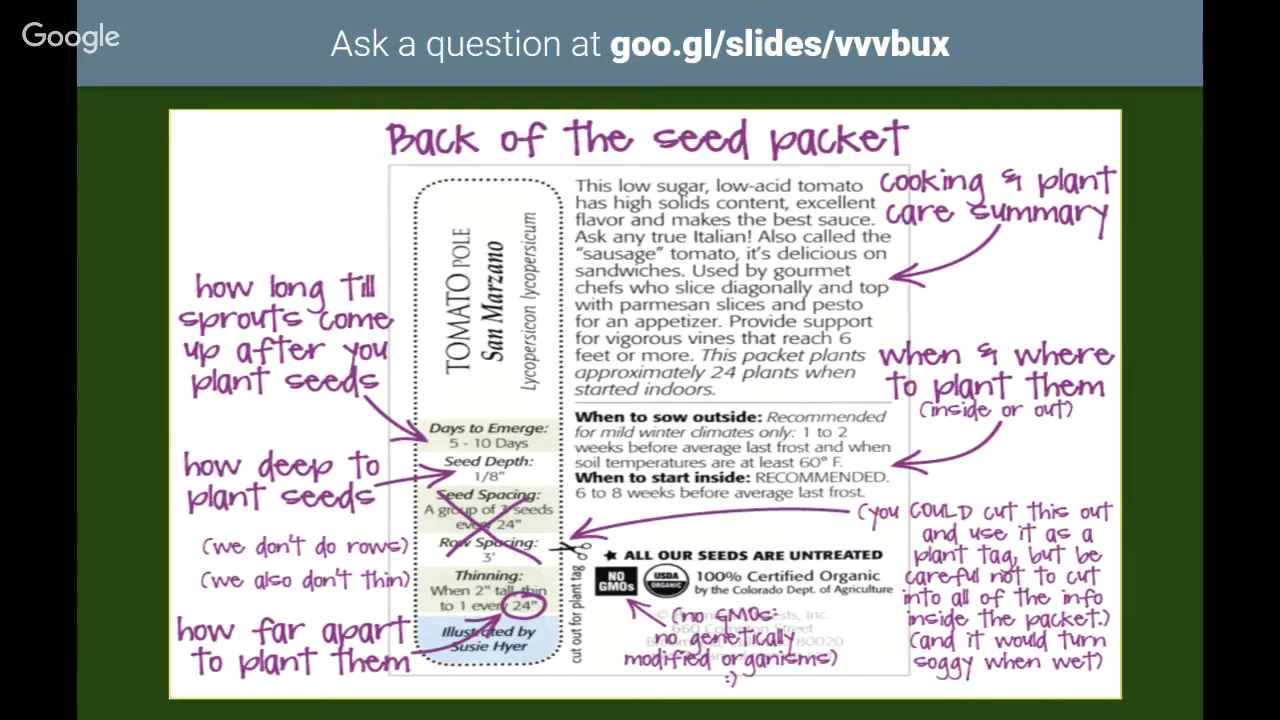 Google
Ask a question at goo.gl/slides/vvvbux
Back of the seed packet
cooking & plant
care summary
This low sugar, low-acid tomato
has high solids content, excellent
flavor and makes the best sauce.
Ask any true Italian! Also called the
"sausage" tomato, it's delicious on
sandwiches. Used by gourmet
chefs who slice diagonally and top
with parmesan slices and pesto
for an appetizer. Provide support
for vigorous vines that reach 6
feet or more. This packet plants
approximately 24 plants when
started indoors.
TOMATO POLE
San Marzano
Lycopersicon lycopersicum
how long till
sprouts come
up after you
plant seeds
when & where
to plant them
(inside or out)
When to sow outside: Recommended
for mild winter climates only: 1 to 2
weeks before average last frost and when
soil temperatures are at least 60° F.
When to start inside: RECOMMENDED.
6 to 8 weeks before average last frost.
Days to Emerge:
5 - 10 Days
how deep to
plant seeds
Seed Depth:
1/8"
Seed Spacing:
A group of 3 seeds
every 24"
Row Spacing:
3'
(we don't do rows)
(we also don't thin)
Thinning:
When 2" tall, thin
to 1 every 24"
how far apart
to plant them
Illustrated by
Susie Hyer
cut out for plant tag
(you COULD cut this out
and use it as a
plant tag, but be
careful not to cut
into all of the info
inside the packet.)
(and it would turn
soggy when wet)
★ ALL OUR SEEDS ARE UNTREATED
NO
GMOs
USDA
ORGANIC
100% Certified Organic
by the Colorado Dept. of Agriculture
Inc.
660 Street
80020
(no GMOs:
no genetically
modified organisms)
:)